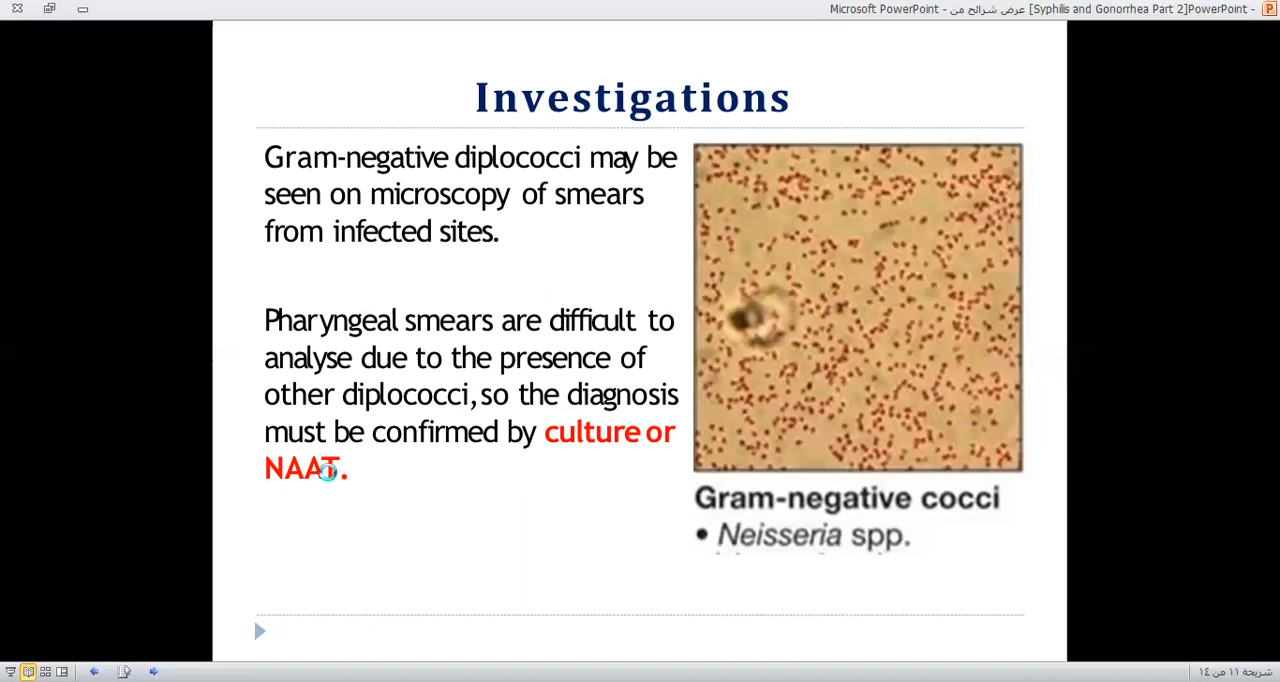 Microsoft PowerPoint - عرض شرائح من [Syphilis and Gonorrhea Part 2]PowerPoint -
Investigations
Gram-negative diplococci may be
seen on microscopy of smears
from infected sites.
Pharyngeal smears are difficult to
analyse due to the presence of
other diplococci, so the diagnosis
must be confirmed by culture or
NAAT.
Gram-negative cocci
• Neisseria spp.
شريحة ١١ من ١٤